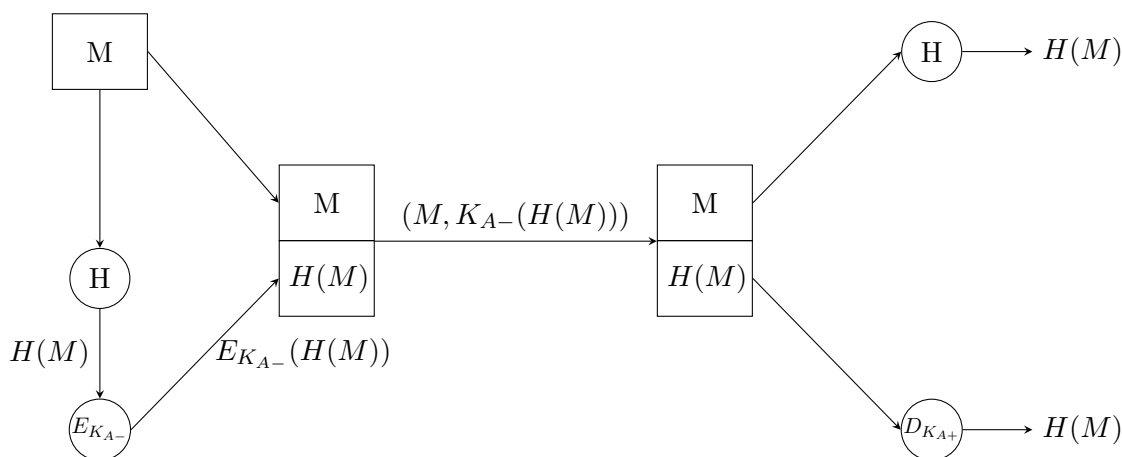 M
H
H(M)
M
(M, K_{A−}(H(M)))
M
H
H(M)
H(M)
H(M)
E_{K_{A−}}(H(M))
E_{K_{A−}}
D_{K_{A+}}
H(M)